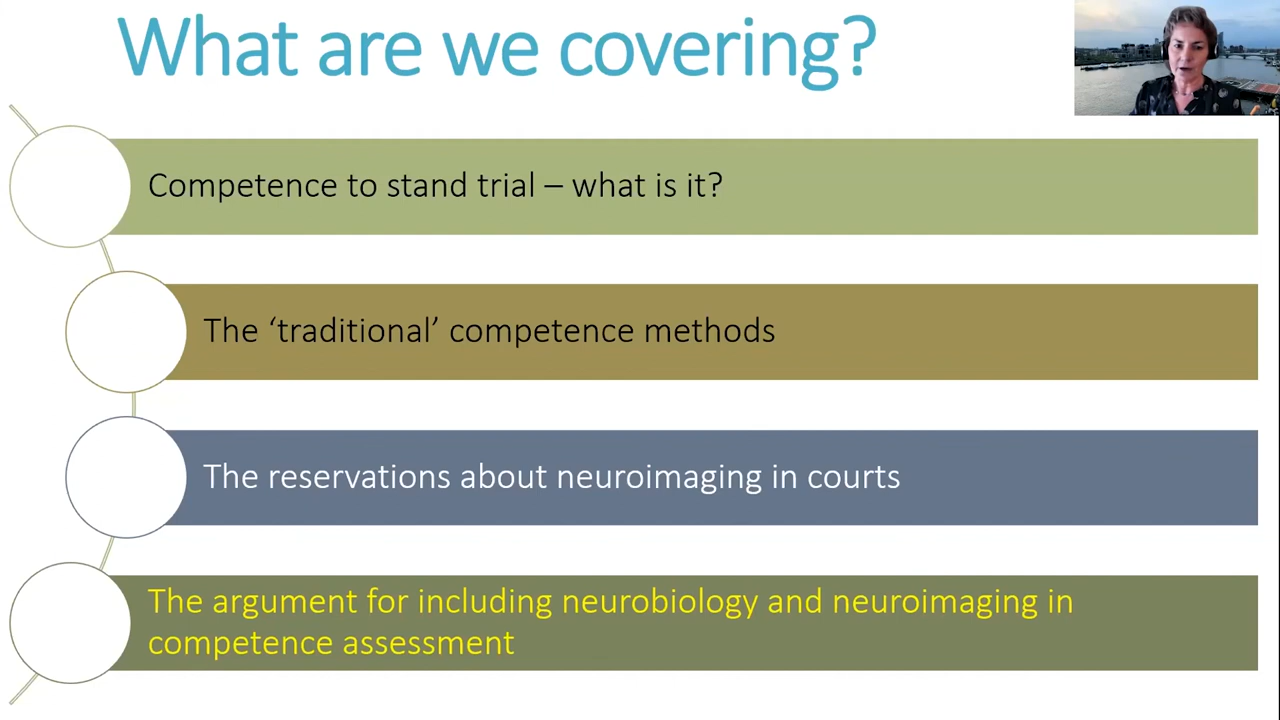 What are we covering?
Competence to stand trial – what is it?
The ‘traditional’ competence methods
The reservations about neuroimaging in courts
The argument for including neurobiology and neuroimaging in
competence assessment